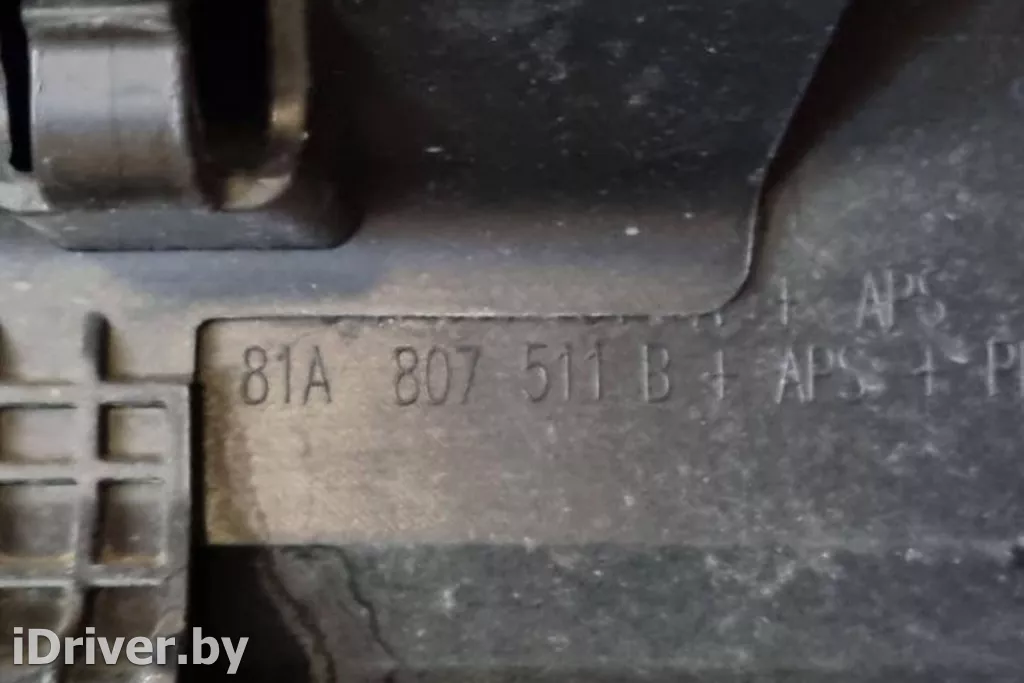 + APS
81A 807 511 B + APS +
iDriver.by